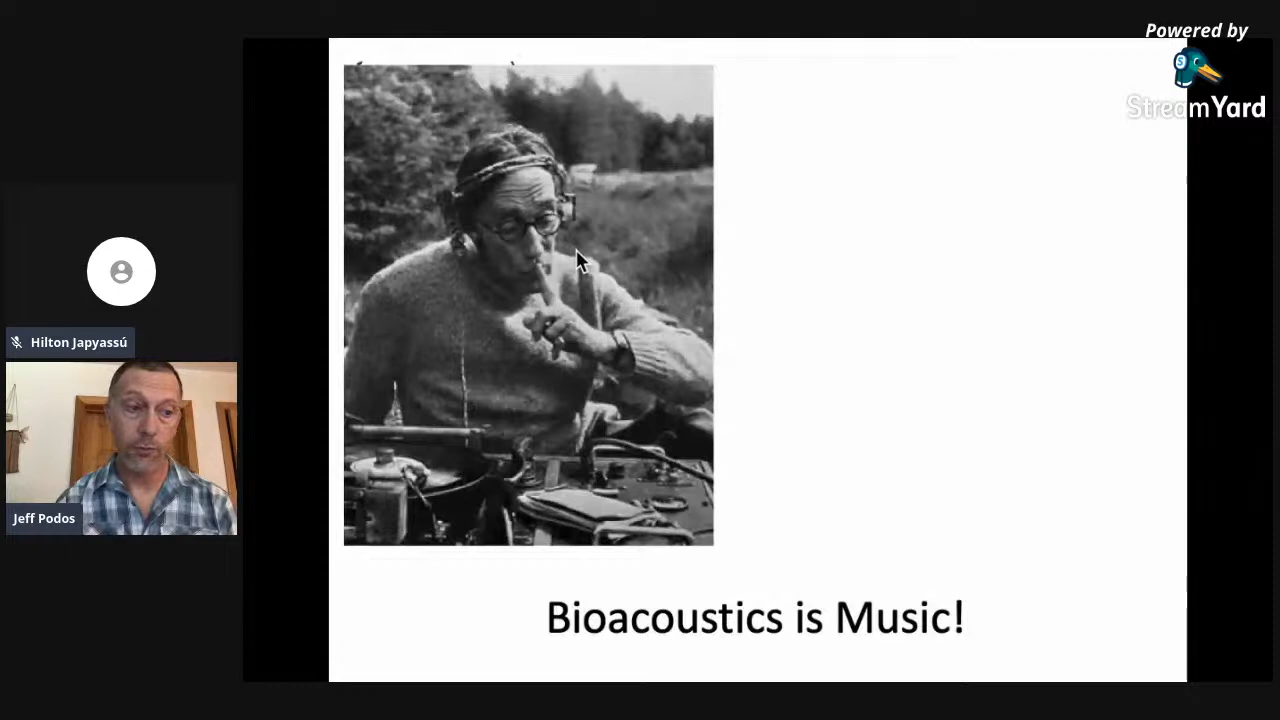 Powered by
StreamYard
Hilton Japyassú
Jeff Podos
Bioacoustics is Music!